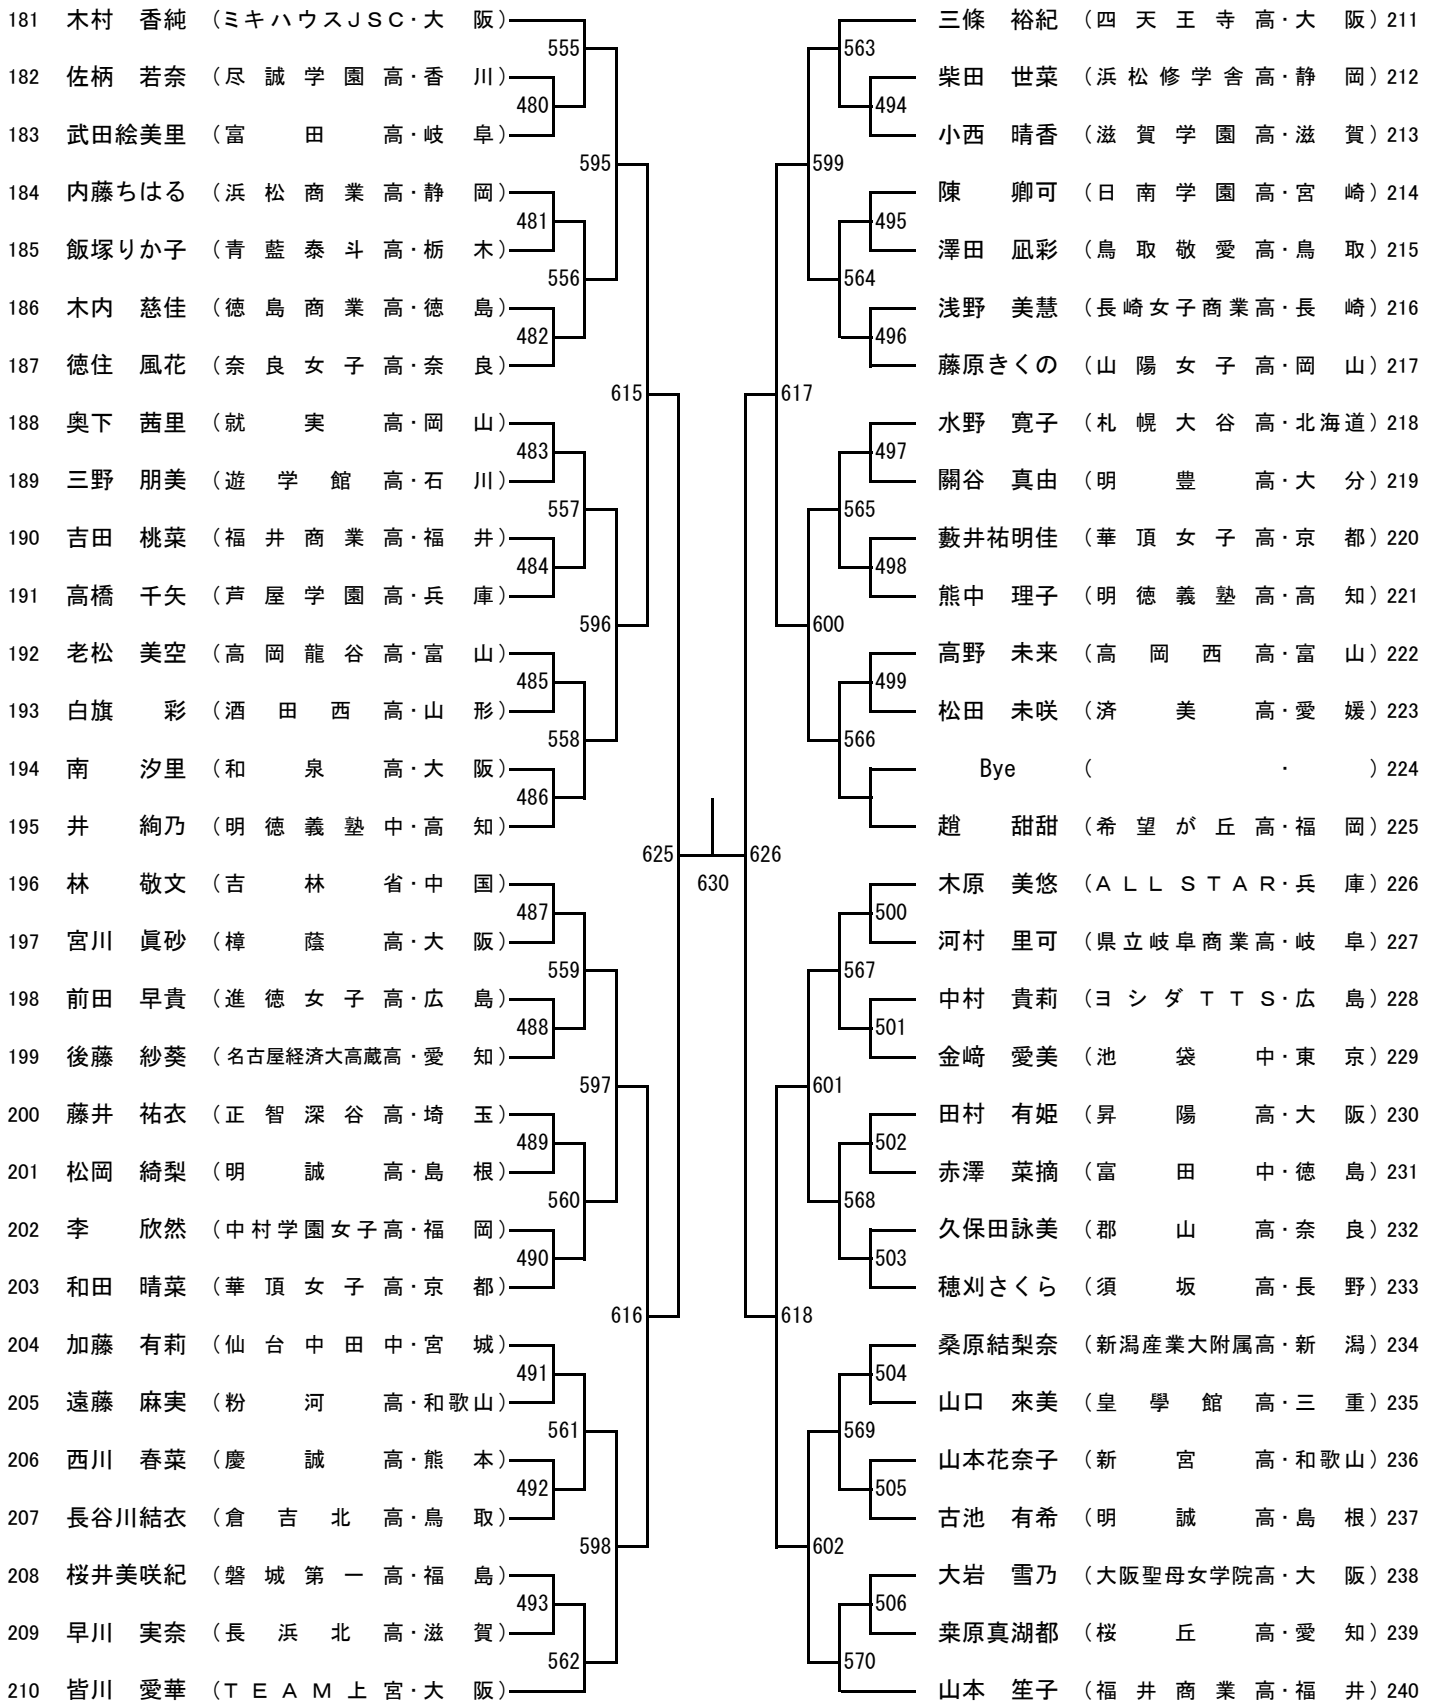 181 木村 香純 (ミキハウスJSC・大 阪)
182 佐柄 若奈 (尽誠学園高・香 川)
183 武田絵美里 (富田高・岐 阜)
184 内藤ちはる (浜松商業高・静 岡)
185 飯塚りか子 (青藍泰斗高・栃 木)
186 木内 慈佳 (徳島商業高・徳 島)
187 徳住 風花 (奈良女子高・奈 良)
188 奥下 茜里 (就実高・岡 山)
189 三野 朋美 (遊学館高・石 川)
190 吉田 桃菜 (福井商業高・福 井)
191 高橋 千矢 (芦屋学園高・兵 庫)
192 老松 美空 (高岡龍谷高・富 山)
193 白旗 彩 (酒田西高・山 形)
194 南 汐里 (和泉高・大 阪)
195 井 絢乃 (明徳義塾中・高 知)
196 林 敬文 (吉林省・中 国)
197 宮川 眞砂 (樟蔭高・大 阪)
198 前田 早貴 (進徳女子高・広 島)
199 後藤 紗葵 (名古屋経済大高蔵高・愛 知)
200 藤井 祐衣 (正智深谷高・埼 玉)
201 松岡 綺梨 (明誠高・島 根)
202 李 欣然 (中村学園女子高・福 岡)
203 和田 晴菜 (華頂女子高・京 都)
204 加藤 有莉 (仙台中田中・宮 城)
205 遠藤 麻実 (粉河高・和歌山)
206 西川 春菜 (慶誠高・熊 本)
207 長谷川結衣 (倉吉北高・鳥 取)
208 桜井美咲紀 (磐城第一高・福 島)
209 早川 実奈 (長浜北高・滋 賀)
210 皆川 愛華 (TEAM上宮・大 阪)
555
480
595
481
556
482
615
483
557
484
596
485
558
486
625
487
559
488
597
489
560
490
616
491
561
492
598
493
562
630
563
494
599
495
564
496
617
497
565
498
600
499
566
626
500
567
501
601
502
568
503
618
504
569
505
602
506
570
三條 裕紀 (四天王寺高・大 阪) 211
柴田 世菜 (浜松修学舎高・静 岡) 212
小西 晴香 (滋賀学園高・滋 賀) 213
陳 卿可 (日南学園高・宮 崎) 214
澤田 凪彩 (鳥取敬愛高・鳥 取) 215
浅野 美慧 (長崎女子商業高・長 崎) 216
藤原きくの (山陽女子高・岡 山) 217
水野 寛子 (札幌大谷高・北海道) 218
關谷 真由 (明豊高・大 分) 219
藪井祐明佳 (華頂女子高・京 都) 220
熊中 理子 (明徳義塾高・高 知) 221
高野 未来 (高岡西高・富 山) 222
松田 未咲 (済美高・愛 媛) 223
Bye ( ・ ) 224
趙 甜甜 (希望が丘高・福 岡) 225
木原 美悠 (ALL STAR・兵 庫) 226
河村 里可 (県立岐阜商業高・岐 阜) 227
中村 貴莉 (ヨシダTTS・広 島) 228
金﨑 愛美 (池袋中・東 京) 229
田村 有姫 (昇陽高・大 阪) 230
赤澤 菜摘 (富田中・徳 島) 231
久保田詠美 (郡山高・奈 良) 232
穂刈さくら (須坂高・長 野) 233
桑原結梨奈 (新潟産業大附属高・新 潟) 234
山口 來美 (皇學館高・三 重) 235
山本花奈子 (新宮高・和歌山) 236
古池 有希 (明誠高・島 根) 237
大岩 雪乃 (大阪聖母女学院高・大 阪) 238
来原真湖都 (桜丘高・愛 知) 239
山本 笙子 (福井商業高・福 井) 240